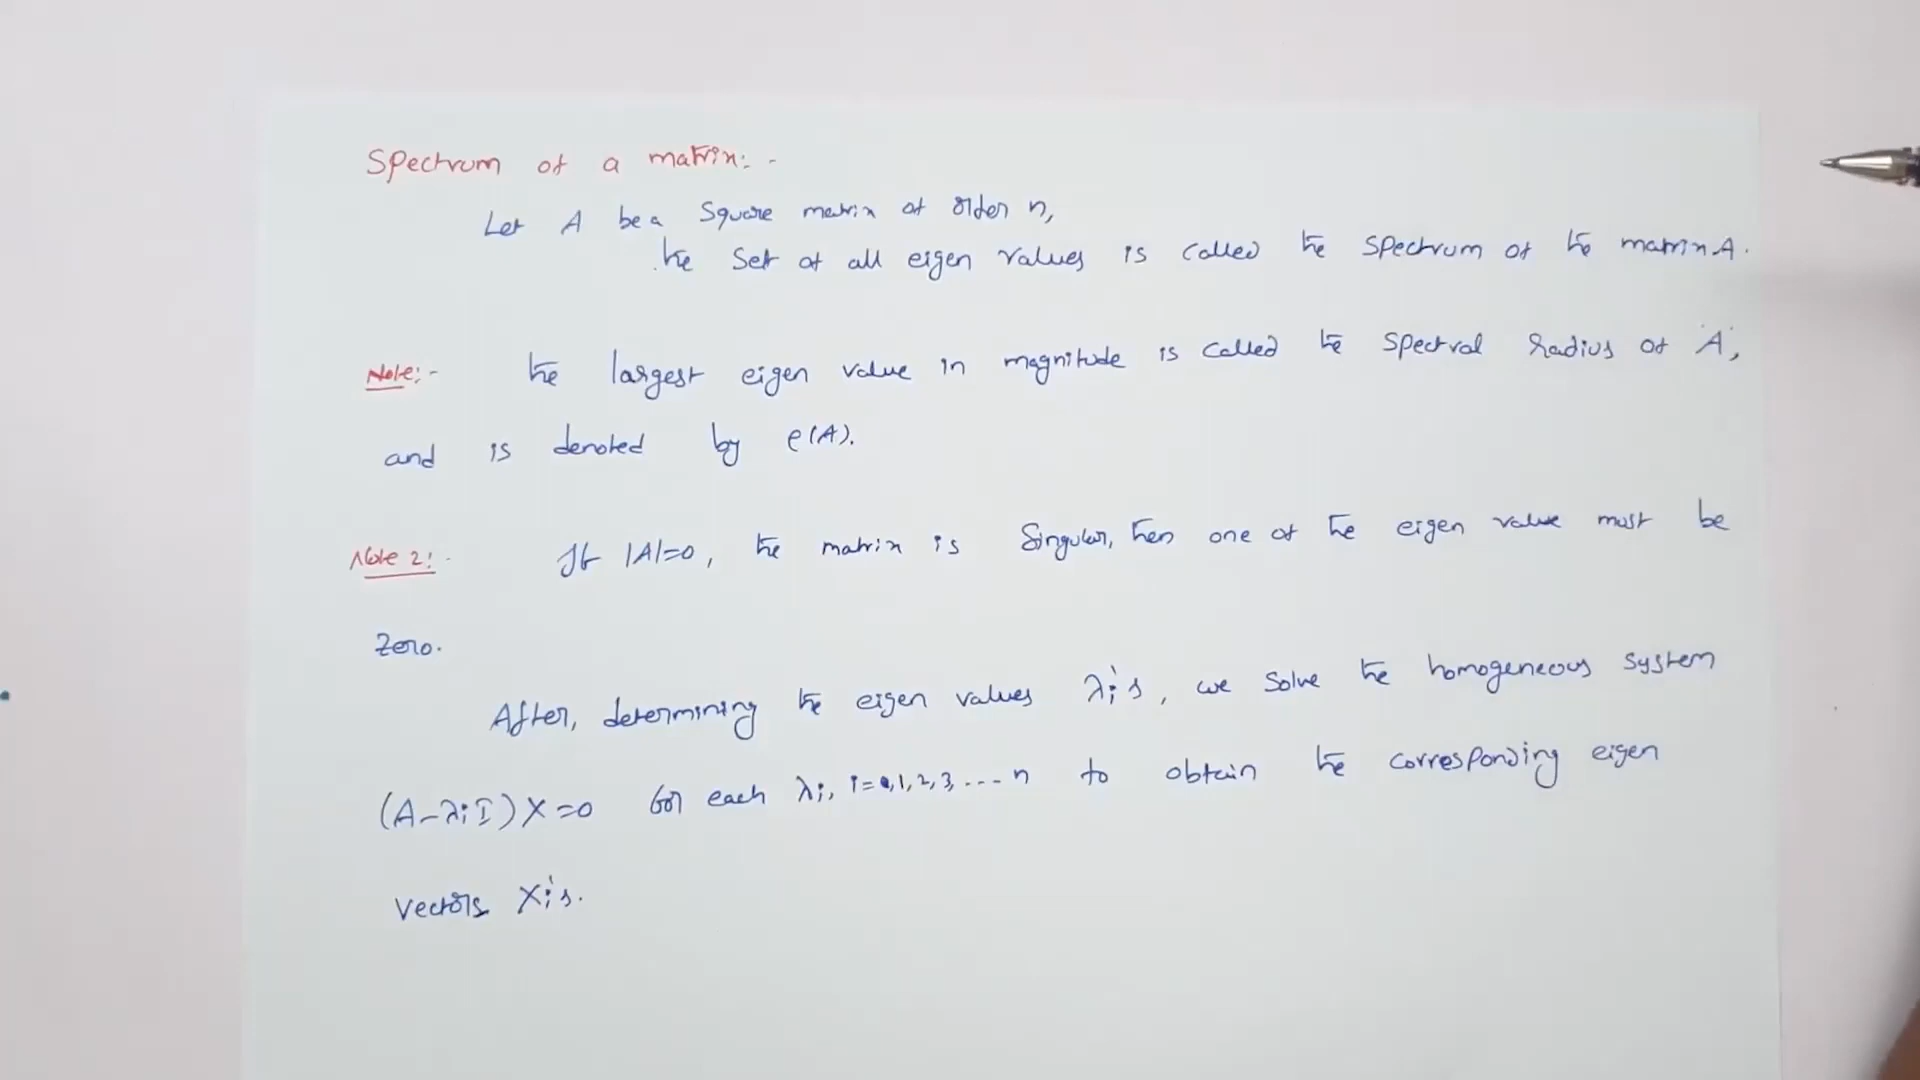 Spectrum of a matrix:-
Let A be a Square matrix of order n,
the Set of all eigen values is called the spectrum of the matrix A.
Note:- the largest eigen value in magnitude is called the spectral radius of 'A',
and is denoted by ρ(A).
Note 2:- If |A|=0, the matrix is Singular, then one of the eigen value must be
Zero.
After, determining the eigen values λi's, we solve the homogeneous system
(A-λiI)X=0 for each λi, i=1,2,3,...n to obtain the corresponding eigen
vectors Xi's.